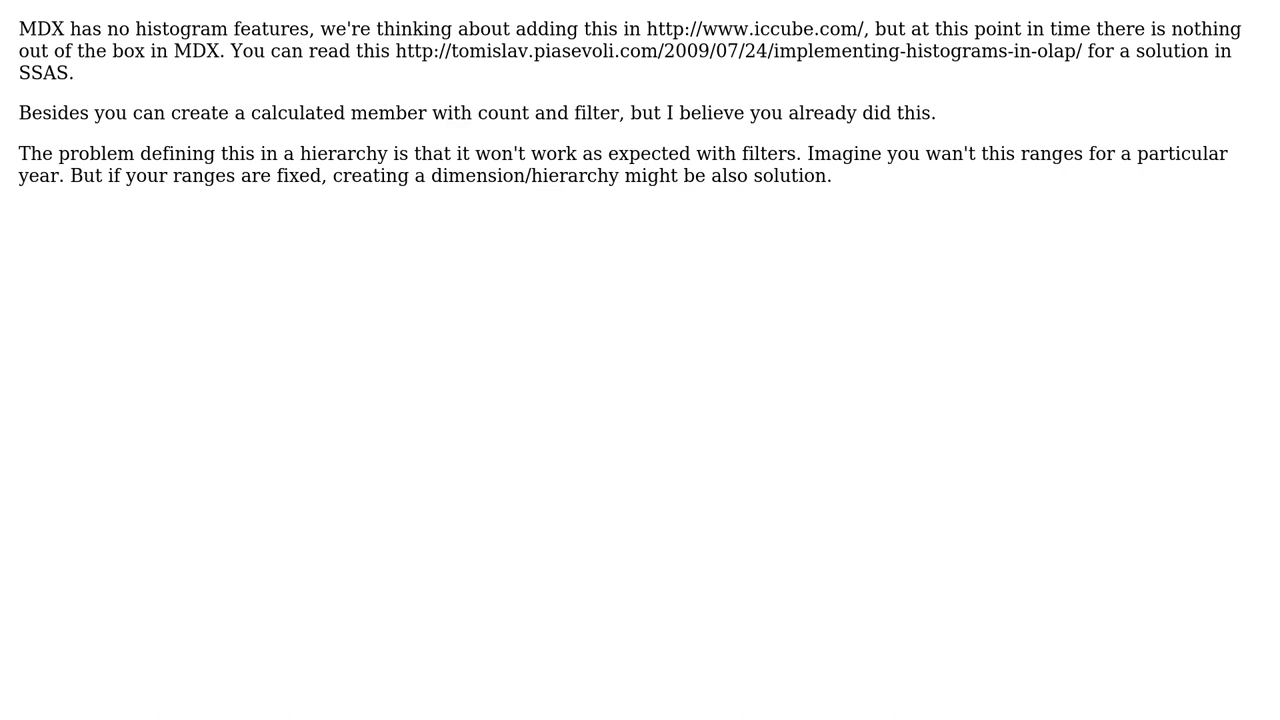 MDX has no histogram features, we're thinking about adding this in http://www.iccube.com/, but at this point in time there is nothing
out of the box in MDX. You can read this http://tomislav.piasevoli.com/2009/07/24/implementing-histograms-in-olap/ for a solution in
SSAS.
Besides you can create a calculated member with count and filter, but I believe you already did this.
The problem defining this in a hierarchy is that it won't work as expected with filters. Imagine you wan't this ranges for a particular
year. But if your ranges are fixed, creating a dimension/hierarchy might be also solution.